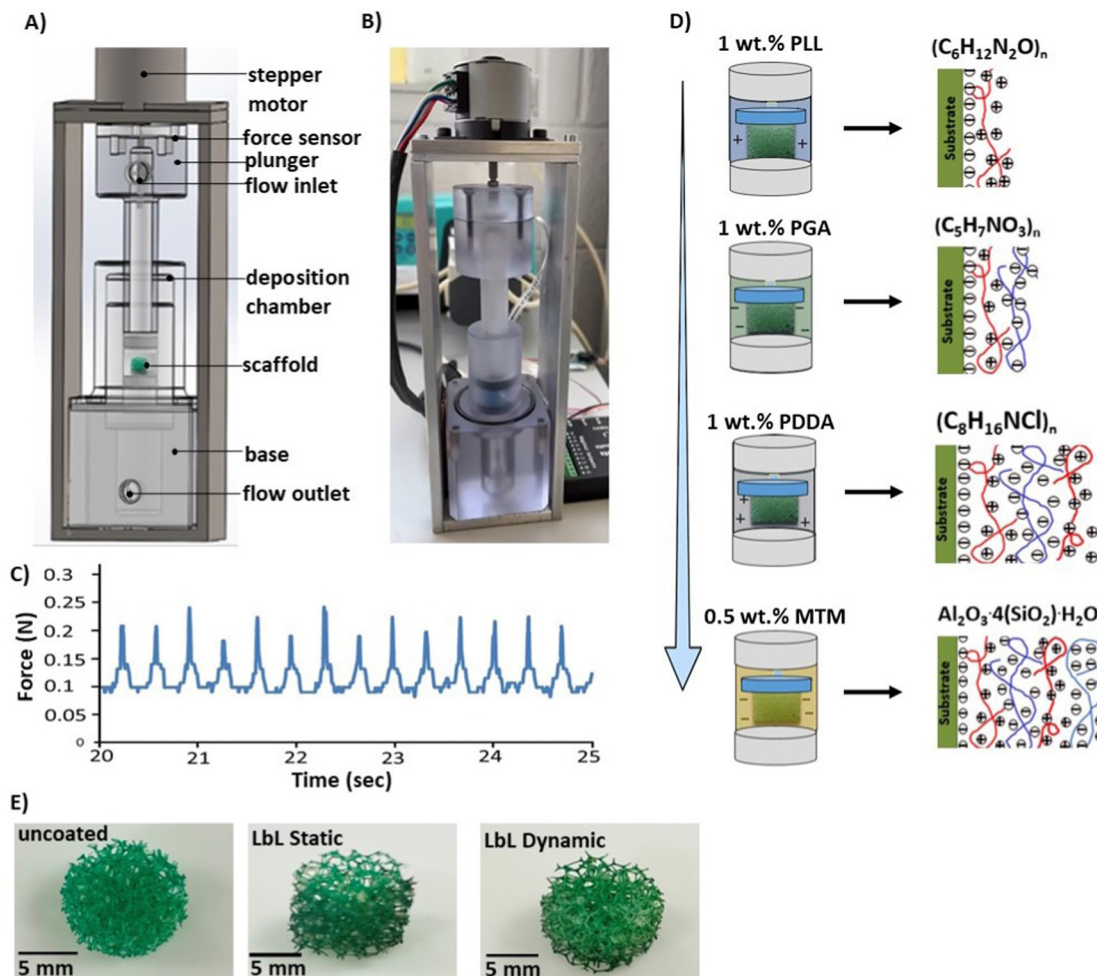 A)
stepper
motor
force sensor
plunger
flow inlet
deposition
chamber
scaffold
base
flow outlet
B)
C)
0.3
0.25
0.2
0.15
0.1
0.05
0
Force (N)
20
21
22
23
24
25
Time (sec)
D)
1 wt.% PLL
(C₆H₁₂N₂O)ₙ
Substrate
1 wt.% PGA
(C₅H₇NO₃)ₙ
Substrate
1 wt.% PDDA
(C₈H₁₆NCl)ₙ
Substrate
0.5 wt.% MTM
Al₂O₃·4(SiO₂)·H₂O
Substrate
E)
uncoated
5 mm
LbL Static
5 mm
LbL Dynamic
5 mm